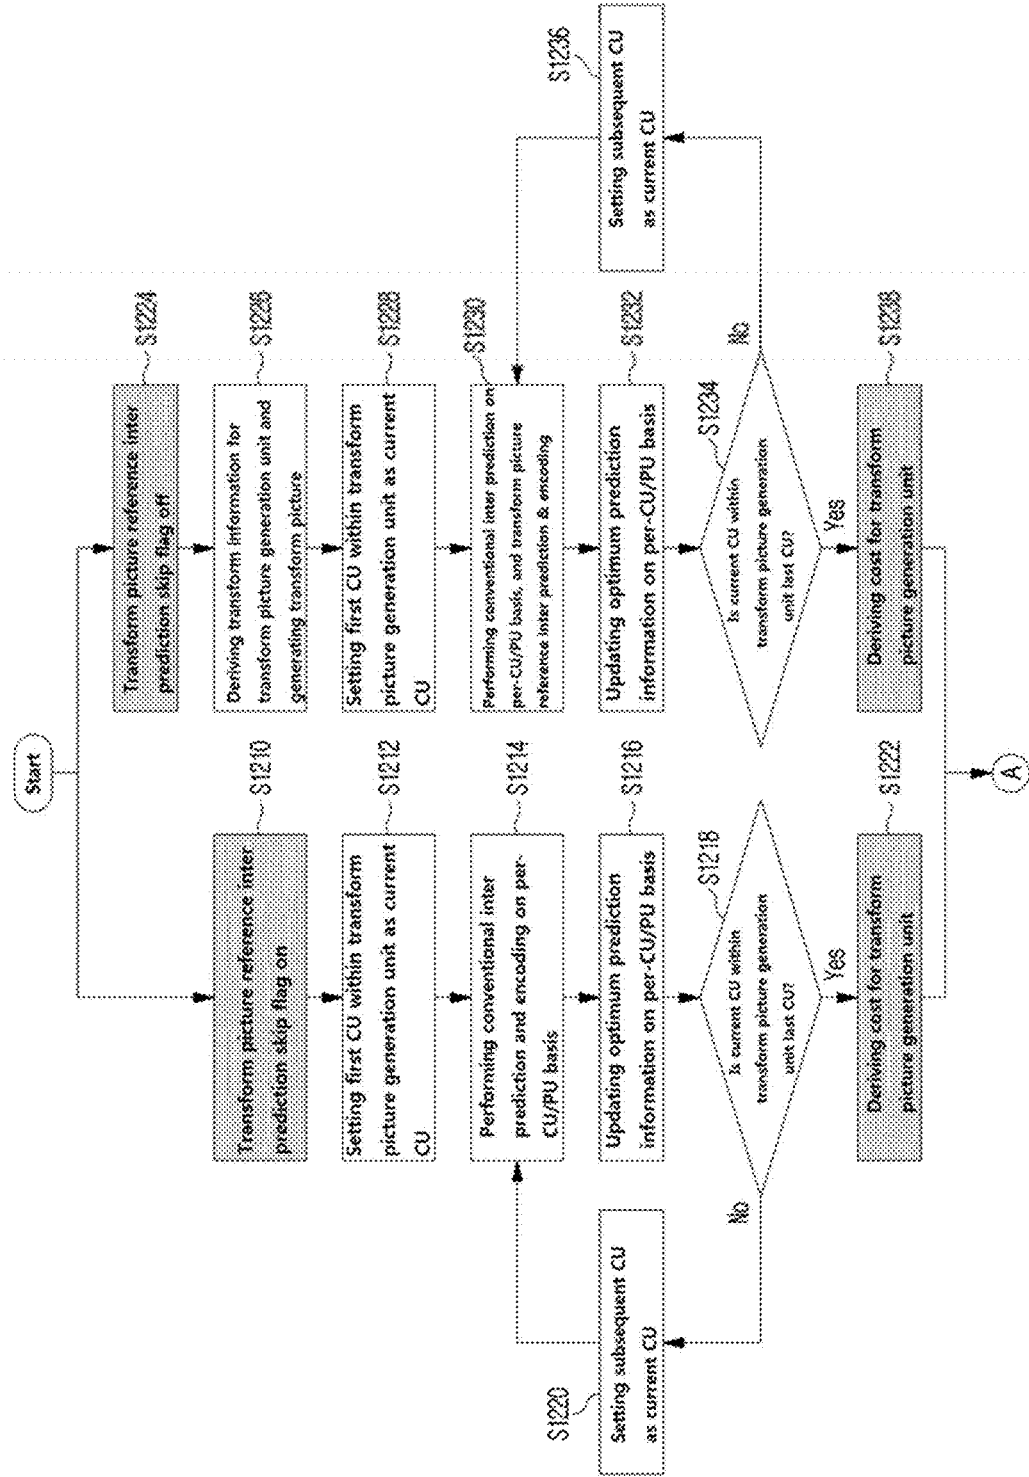 Start
S1210
Transform picture reference inter
prediction skip flag on
S1212
Setting first CU within transform
picture generation unit as current
CU
S1214
Performing conventional inter
prediction and encoding on per-
CU/PU basis
S1216
Updating optimum prediction
information on per-CU/PU basis
S1218
Is current CU within
transform picture generation
unit last CU?
No
Yes
S1220
Setting subsequent CU
as current CU
S1222
Deriving cost for transform
picture generation unit
S1224
Transform picture reference inter
prediction skip flag off
S1226
Deriving transform information for
transform picture generation unit and
generating transform picture
S1228
Setting first CU within transform
picture generation unit as current
CU
S1230
Performing conventional inter prediction on
per-CU/PU basis, and transform picture
reference inter prediction & encoding
S1232
Updating optimum prediction
information on per-CU/PU basis
S1234
Is current CU within
transform picture generation
unit last CU?
No
Yes
S1236
Setting subsequent CU
as current CU
S1238
Deriving cost for transform
picture generation unit
A